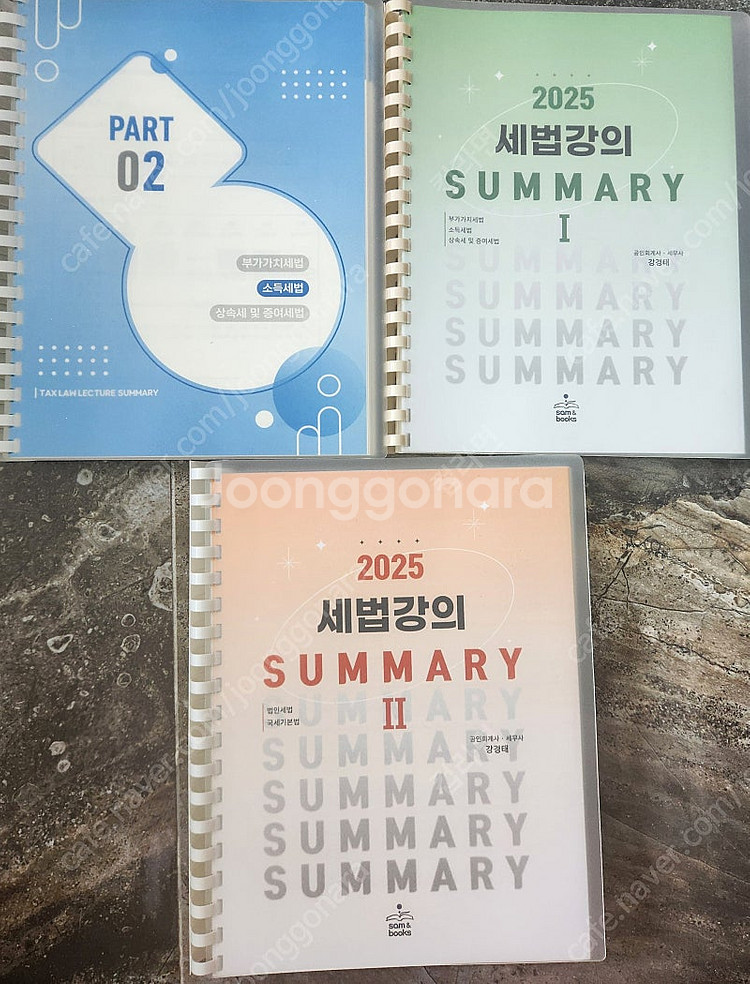 PART
02
부가가치세법
소득세법
상속세 및 증여세법
TAX LAW LECTURE SUMMARY
2025
세법강의
SUMMARY
I
부가가치세법
소득세법
상속세 및 증여세법
공인회계사 · 세무사
강경태
SUMMARY
SUMMARY
SUMMARY
SUMMARY
sam &
books
joonggonara
2025
세법강의
SUMMARY
II
법인세법
국세기본법
공인회계사 · 세무사
강경태
SUMMARY
SUMMARY
SUMMARY
SUMMARY
SUMMARY
sam &
books
cafe.naver.com/joonggonara